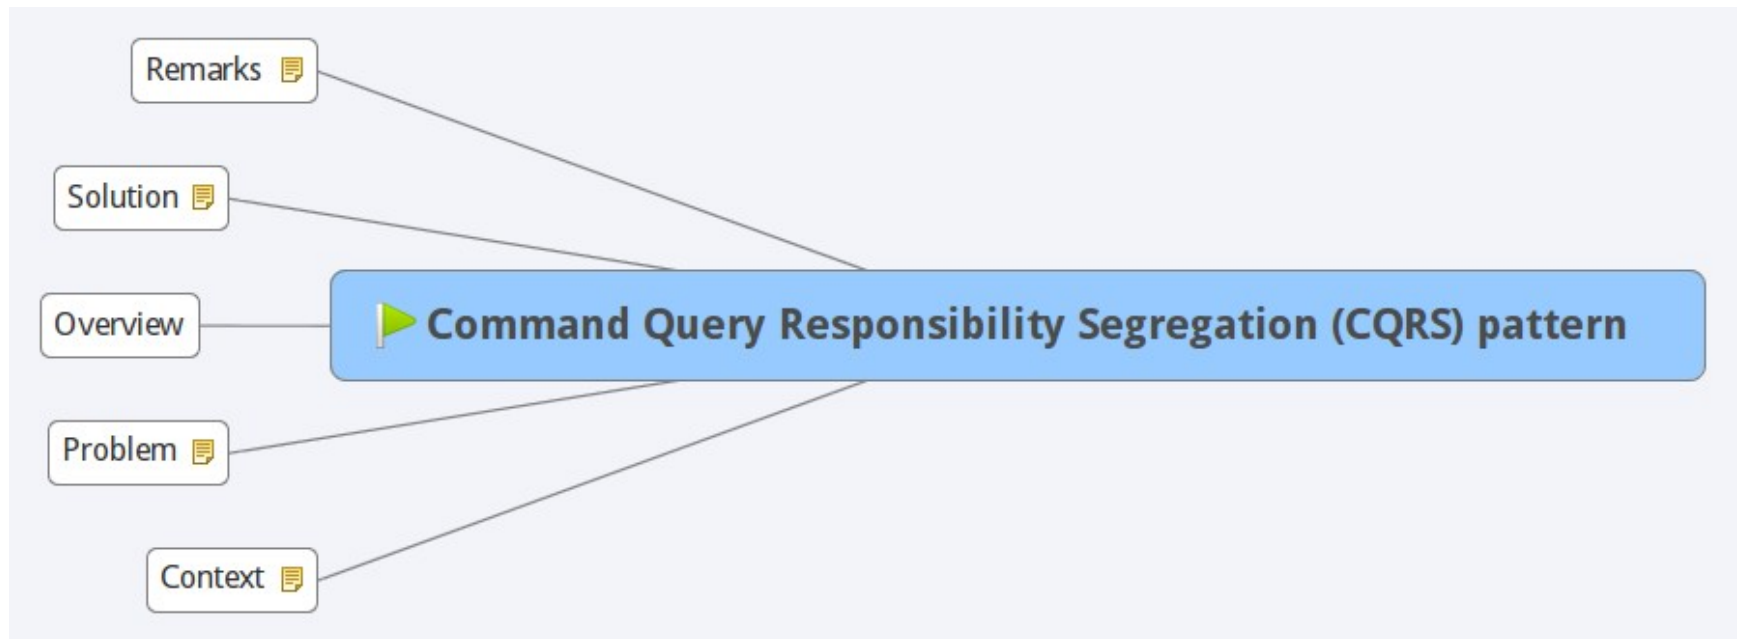 Remarks
Solution
Overview
Command Query Responsibility Segregation (CQRS) pattern
Problem
Context